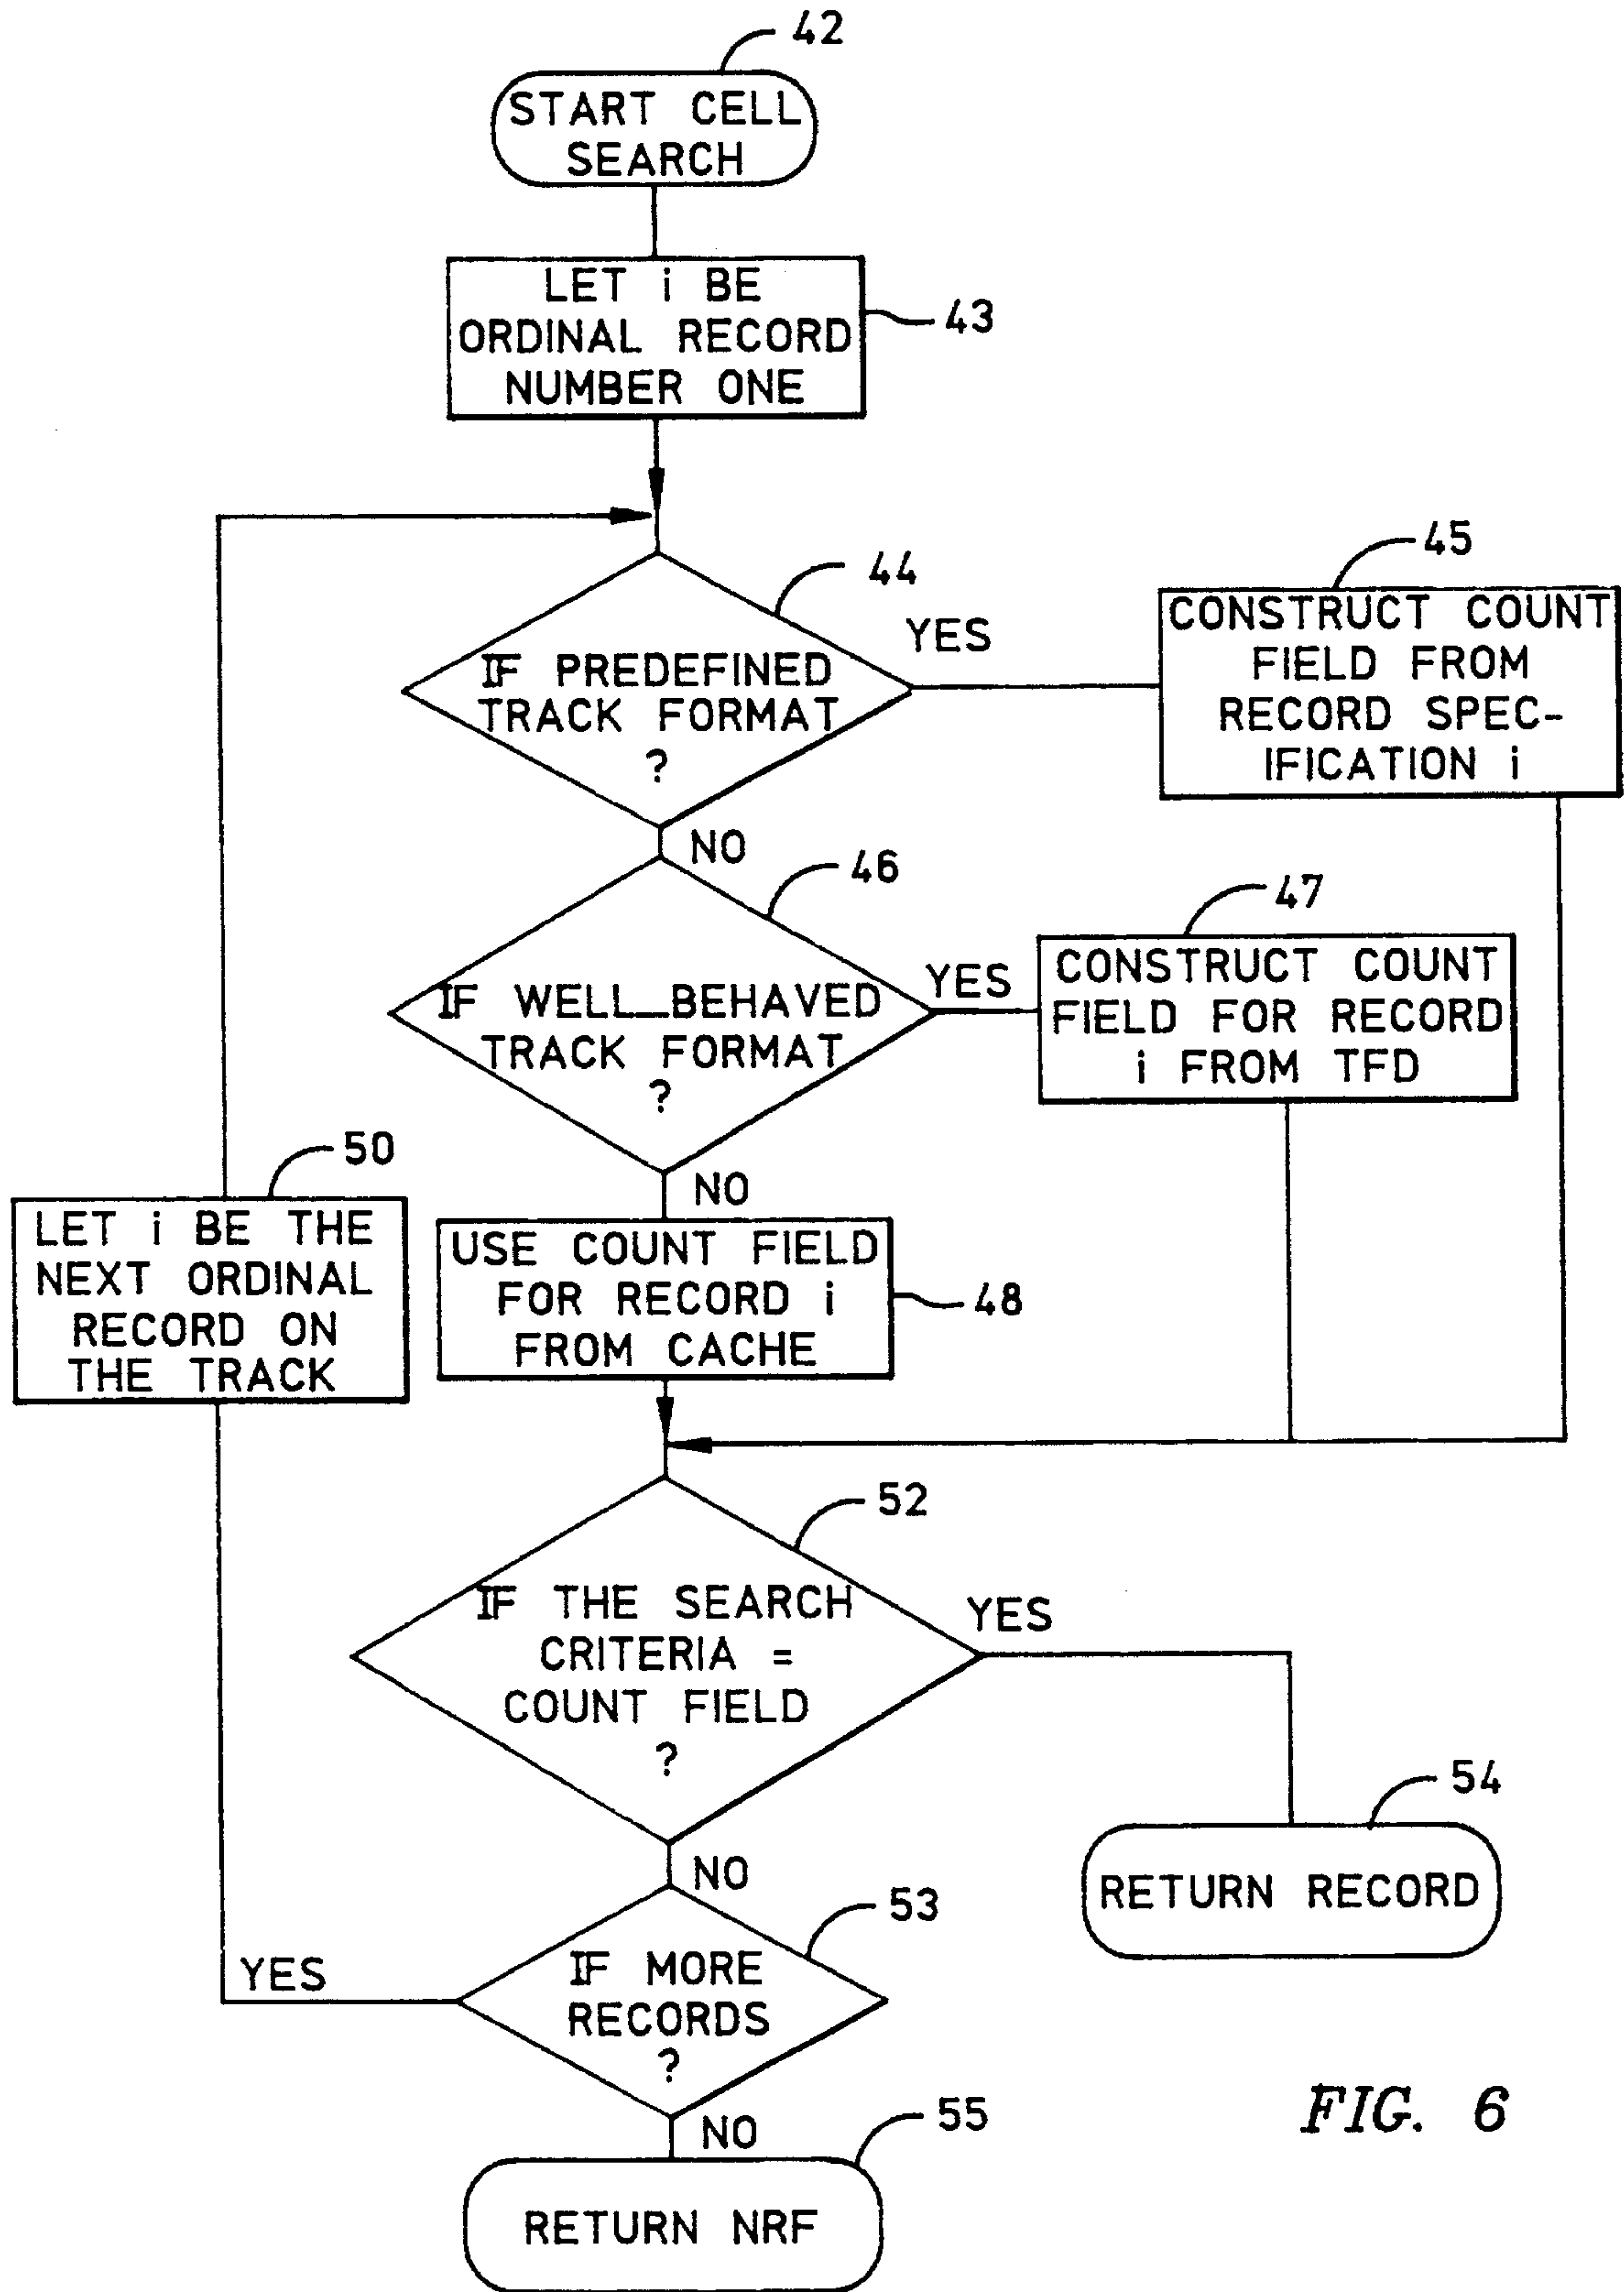 42
START CELL
SEARCH
LET i BE
ORDINAL RECORD
NUMBER ONE
43
44
IF PREDEFINED
TRACK FORMAT
?
YES
45
CONSTRUCT COUNT
FIELD FROM
RECORD SPEC-
IFICATION i
NO
46
IF WELL_BEHAVED
TRACK FORMAT
?
YES
47
CONSTRUCT COUNT
FIELD FOR RECORD
i FROM TFD
NO
50
LET i BE THE
NEXT ORDINAL
RECORD ON
THE TRACK
USE COUNT FIELD
FOR RECORD i
FROM CACHE
48
52
IF THE SEARCH
CRITERIA =
COUNT FIELD
?
YES
54
RETURN RECORD
NO
53
IF MORE
RECORDS
?
YES
NO
55
RETURN NRF
FIG. 6